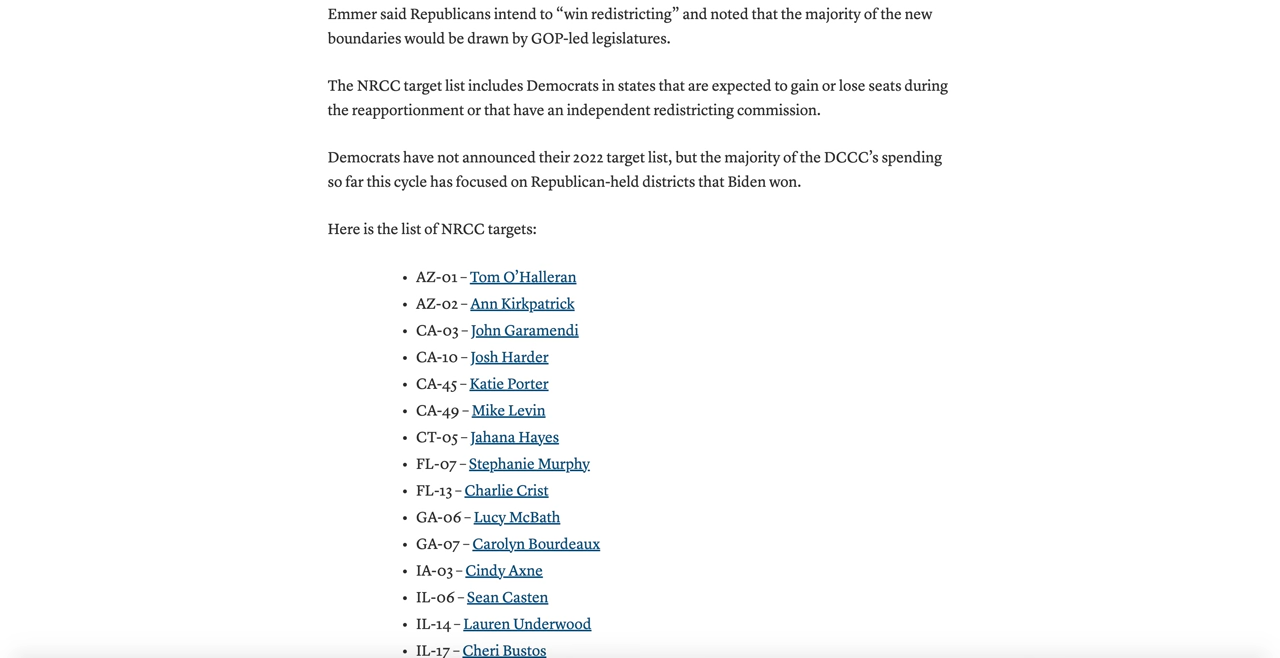 Emmer said Republicans intend to “win redistricting” and noted that the majority of the new
boundaries would be drawn by GOP-led legislatures.
The NRCC target list includes Democrats in states that are expected to gain or lose seats during
the reapportionment or that have an independent redistricting commission.
Democrats have not announced their 2022 target list, but the majority of the DCCC’s spending
so far this cycle has focused on Republican-held districts that Biden won.
Here is the list of NRCC targets:
• AZ-01 – Tom O’Halleran
• AZ-02 – Ann Kirkpatrick
• CA-03 – John Garamendi
• CA-10 – Josh Harder
• CA-45 – Katie Porter
• CA-49 – Mike Levin
• CT-05 – Jahana Hayes
• FL-07 – Stephanie Murphy
• FL-13 – Charlie Crist
• GA-06 – Lucy McBath
• GA-07 – Carolyn Bourdeaux
• IA-03 – Cindy Axne
• IL-06 – Sean Casten
• IL-14 – Lauren Underwood
• IL-17 – Cheri Bustos